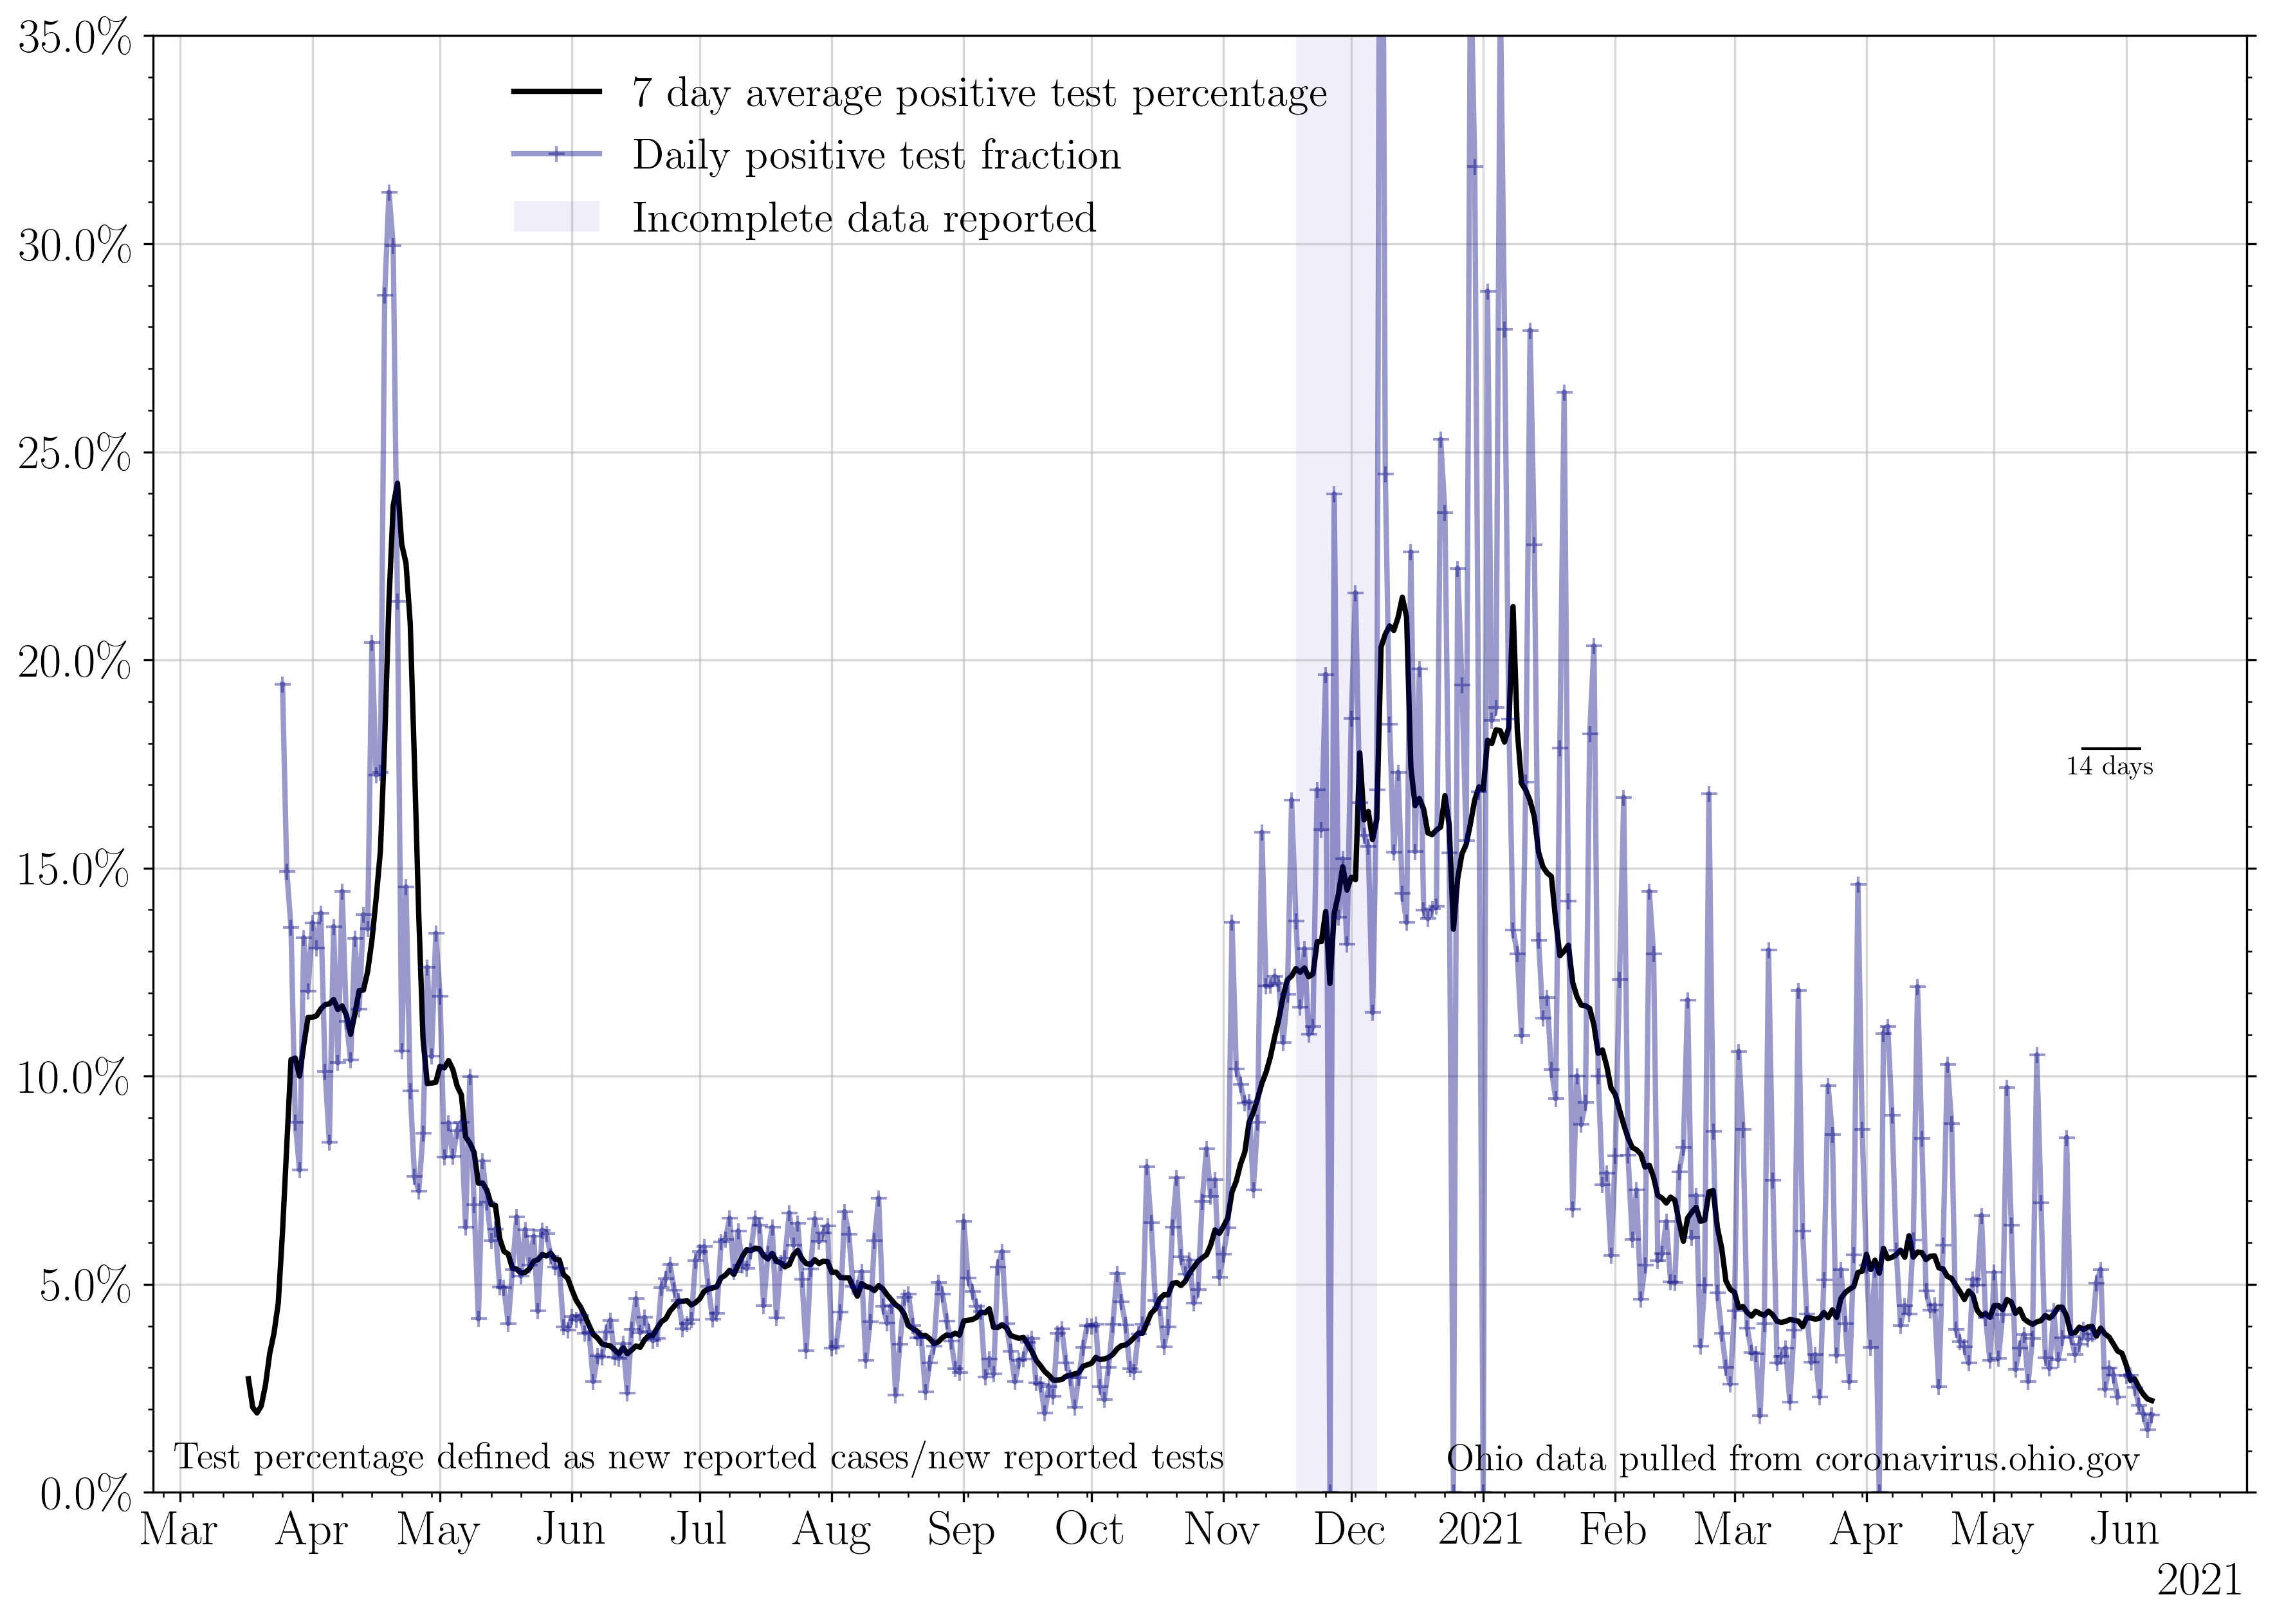 35.0%
30.0%
25.0%
20.0%
15.0%
10.0%
5.0%
0.0%
7 day average positive test percentage
Daily positive test fraction
Incomplete data reported
14 days
Test percentage defined as new reported cases/new reported tests
Ohio data pulled from coronavirus.ohio.gov
Mar Apr May Jun Jul Aug Sep Oct Nov Dec 2021 Feb Mar Apr May Jun
2021